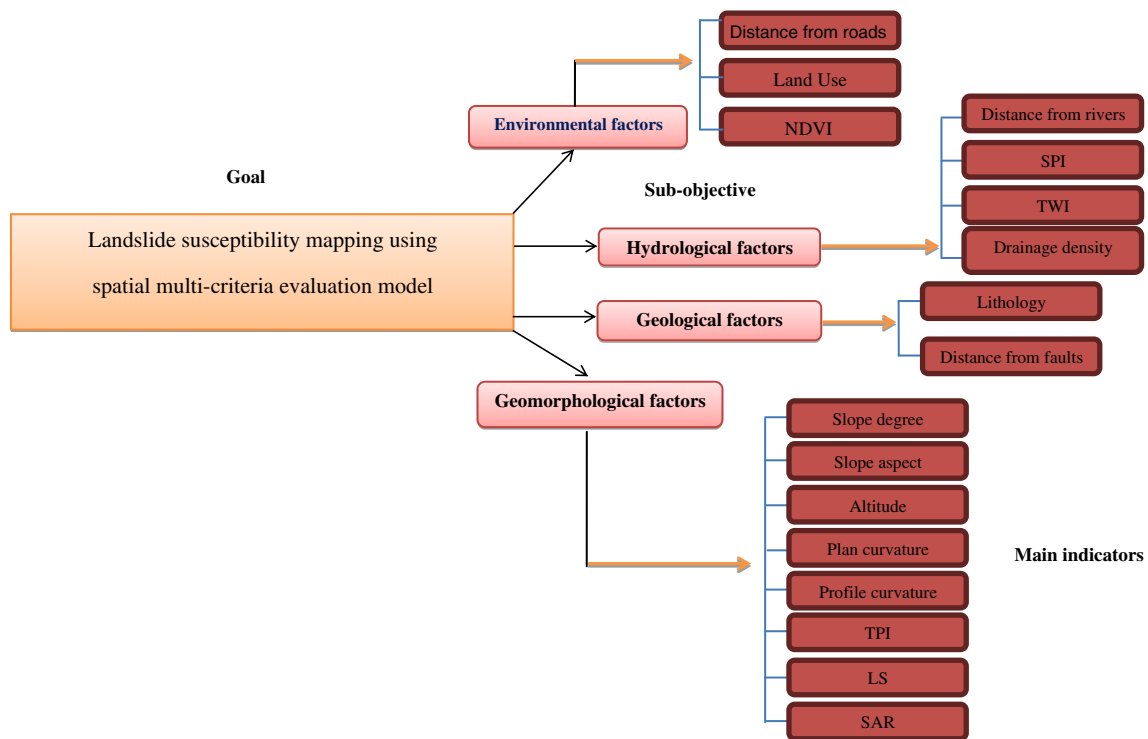 Goal
Landslide susceptibility mapping using
spatial multi-criteria evaluation model
Sub-objective
Environmental factors
Distance from roads
Land Use
NDVI
Hydrological factors
Distance from rivers
SPI
TWI
Drainage density
Geological factors
Lithology
Distance from faults
Geomorphological factors
Slope degree
Slope aspect
Altitude
Plan curvature
Profile curvature
TPI
LS
SAR
Main indicators